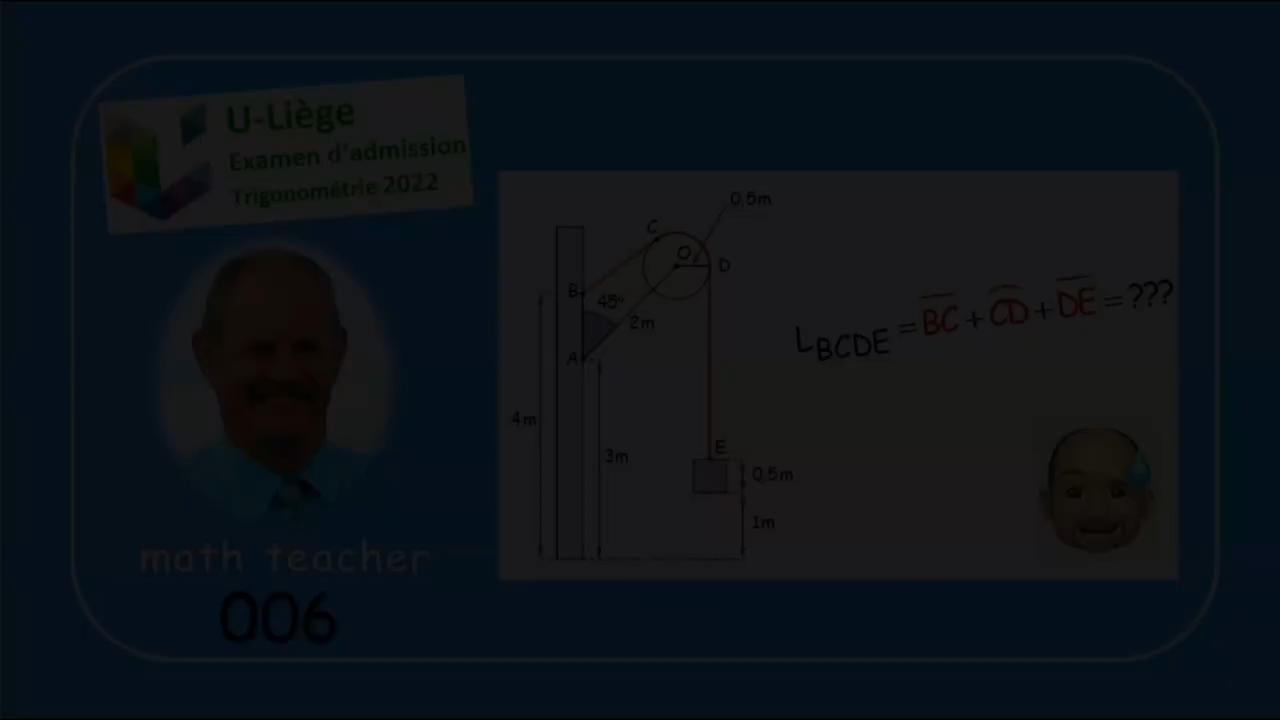 U-Liège
Examen d'admission
Trigonométrie 2022
math teacher
006
0,5m
C
O
D
B
45°
2m
A
4m
3m
E
0,5m
1m
L BCDE = BC + CD + DE = ???